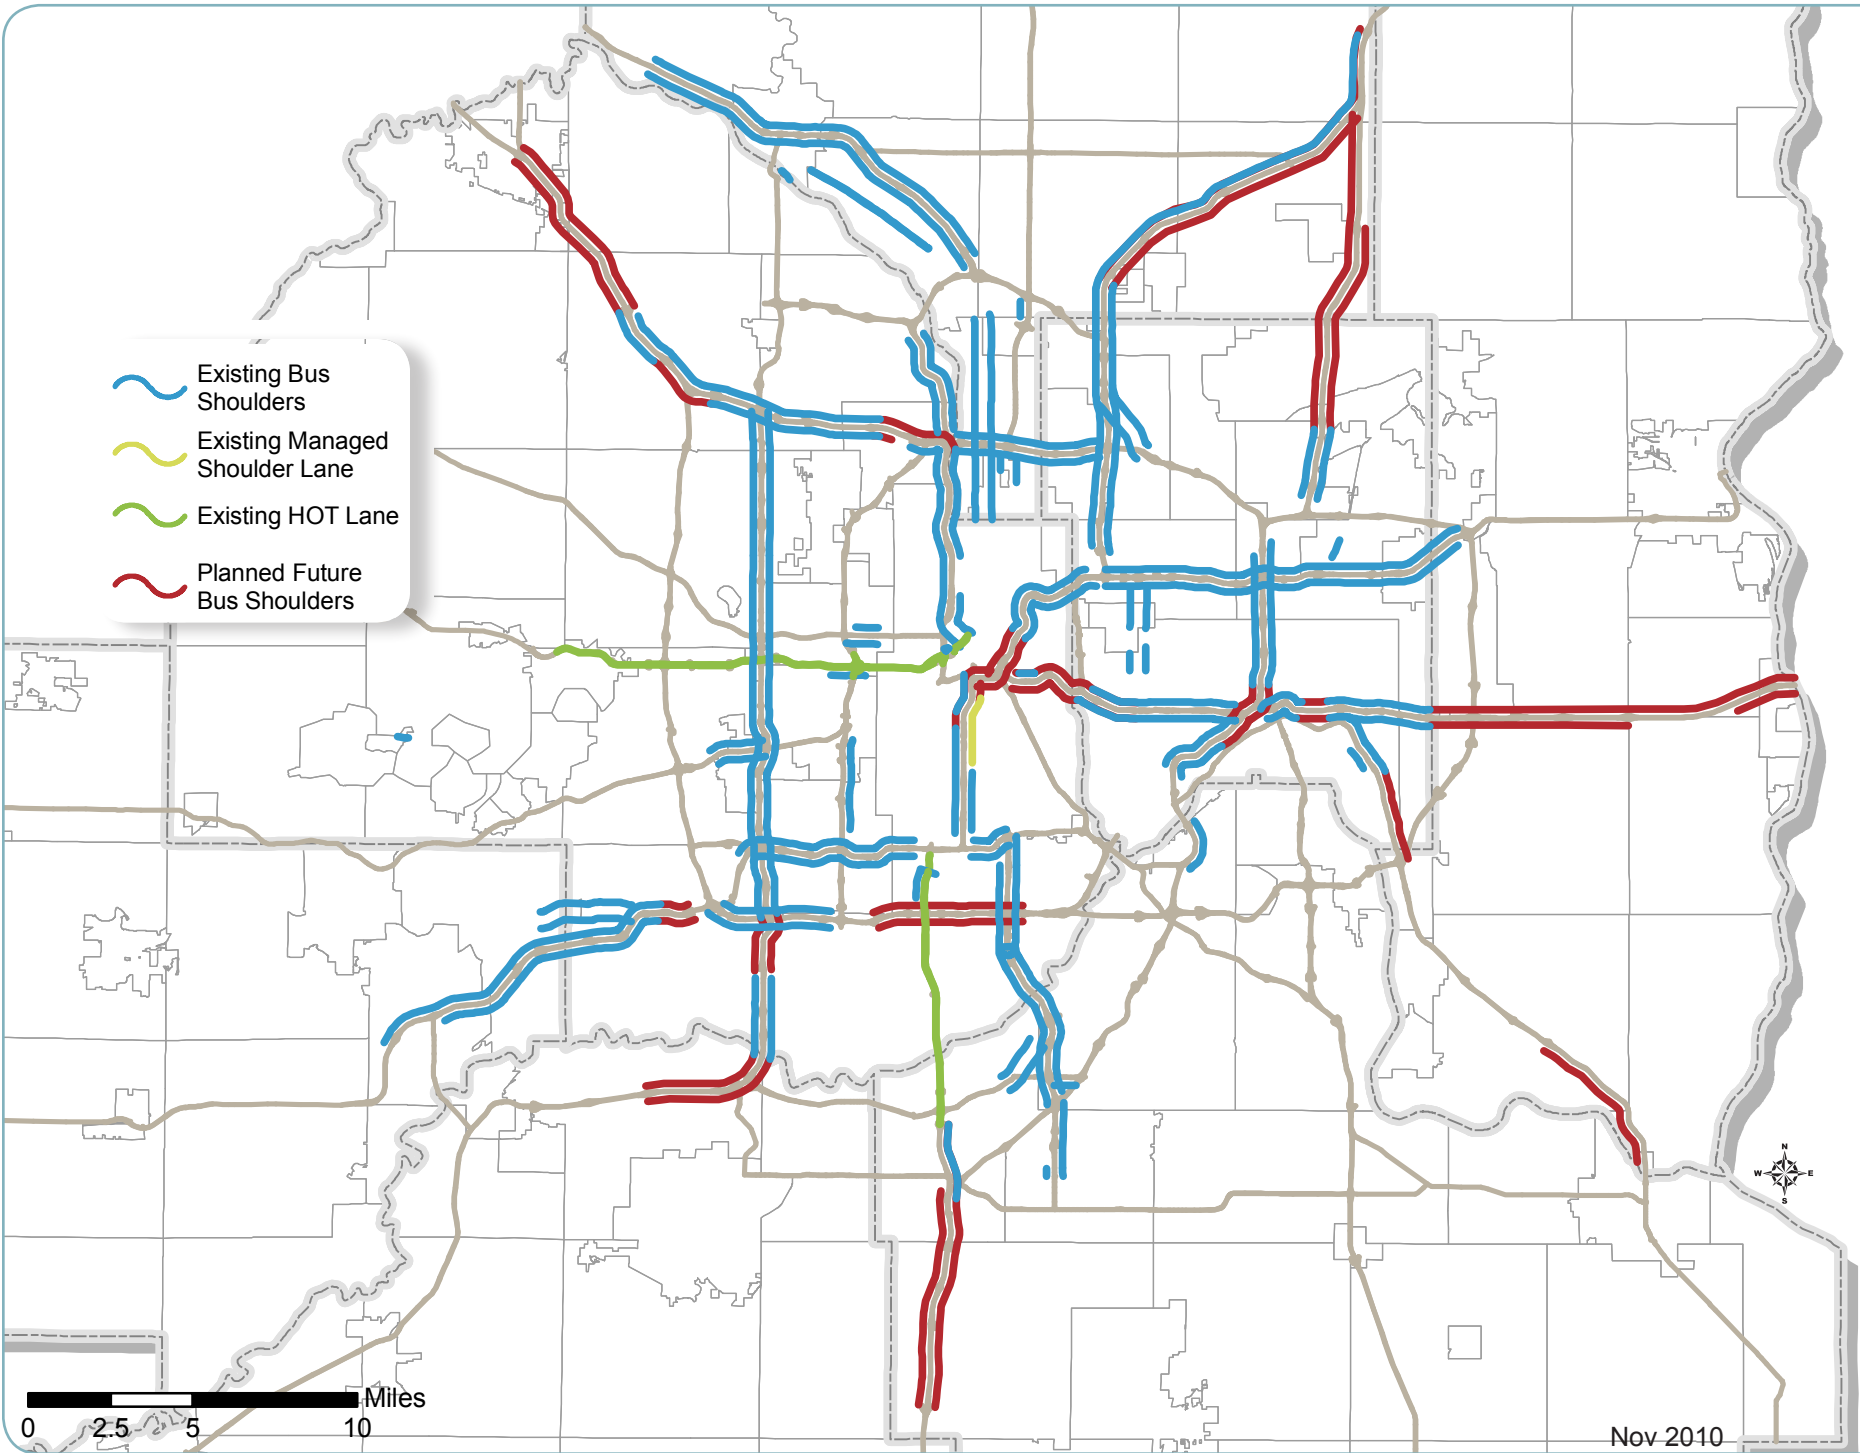 Existing Bus
Shoulders
Existing Managed
Shoulder Lane
Existing HOT Lane
Planned Future
Bus Shoulders
N
W E
S
Miles
0 2.5 5 10
Nov 2010